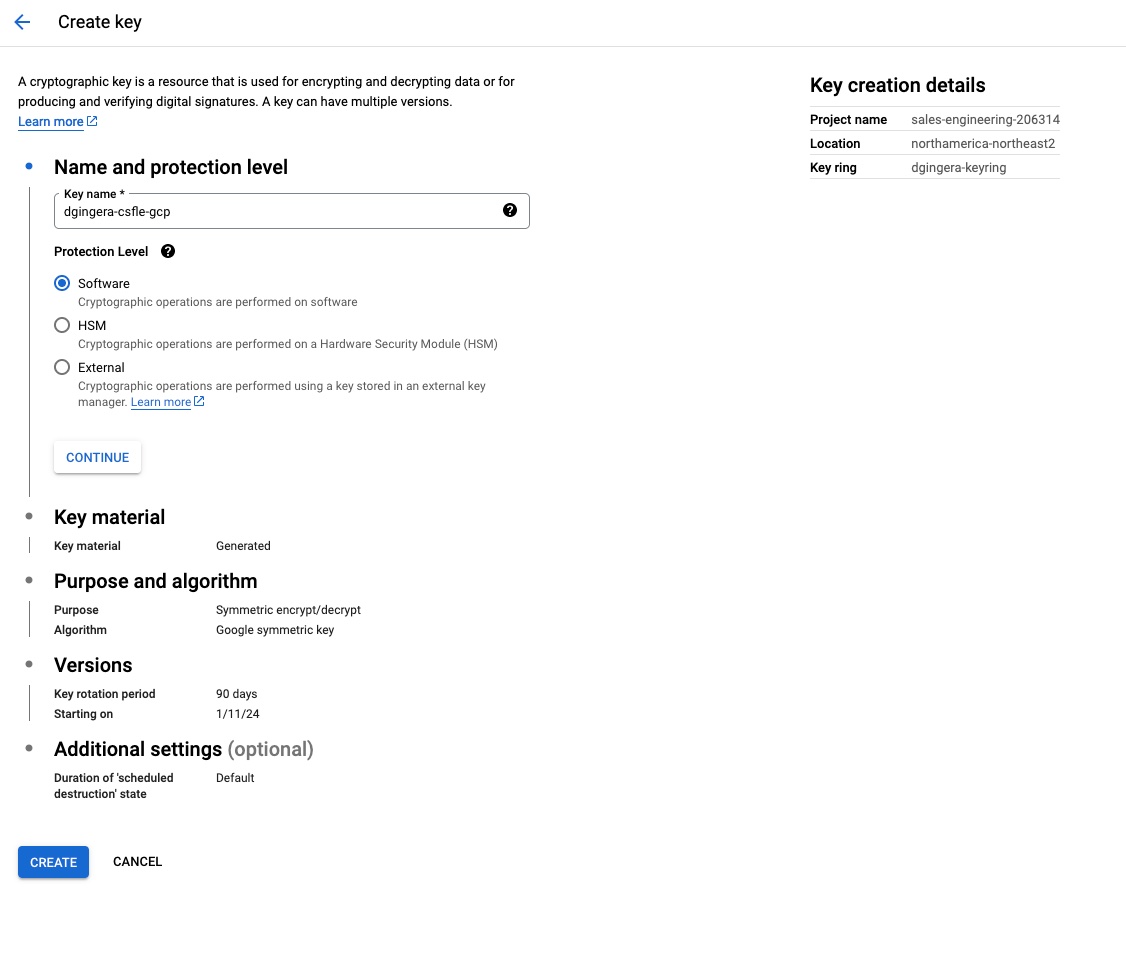 Create key
A cryptographic key is a resource that is used for encrypting and decrypting data or for
producing and verifying digital signatures. A key can have multiple versions.
Learn more
Name and protection level
Key name *
dgingera-csfle-gcp
Protection Level
Software
Cryptographic operations are performed on software
HSM
Cryptographic operations are performed on a Hardware Security Module (HSM)
External
Cryptographic operations are performed using a key stored in an external key
manager. Learn more
CONTINUE
Key material
Key material Generated
Purpose and algorithm
Purpose Symmetric encrypt/decrypt
Algorithm Google symmetric key
Versions
Key rotation period 90 days
Starting on 1/11/24
Additional settings (optional)
Duration of 'scheduled Default
destruction' state
CREATE CANCEL
Key creation details
Project name sales-engineering-206314
Location northamerica-northeast2
Key ring dgingera-keyring